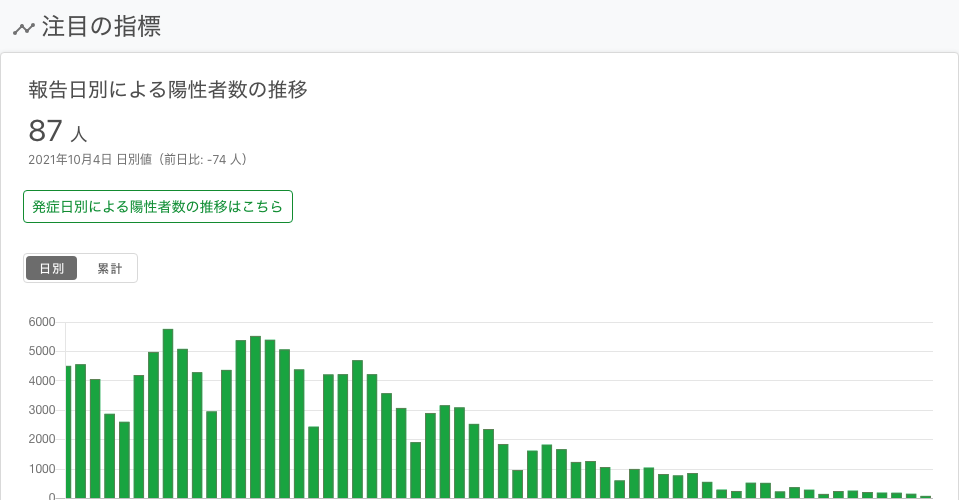 注目の指標
報告日別による陽性者数の推移
87 人
2021年10月4日 日別値（前日比: -74 人）
発症日別による陽性者数の推移はこちら
日別 累計
6000
5000
4000
3000
2000
1000
0